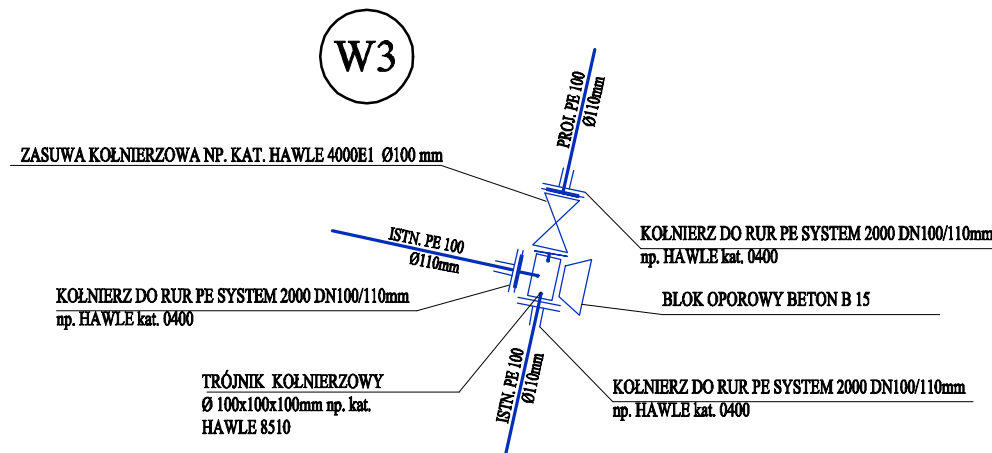 W3
PROJ. PE 100
Ø110mm
ZASUWA KOŁNIERZOWA NP. KAT. HAWLE 4000E1 Ø100 mm
ISTN. PE 100
Ø110mm
KOŁNIERZ DO RUR PE SYSTEM 2000 DN100/110mm
np. HAWLE kat. 0400
KOŁNIERZ DO RUR PE SYSTEM 2000 DN100/110mm
np. HAWLE kat. 0400
BLOK OPOROWY BETON B 15
TRÓJNIK KOŁNIERZOWY
Ø 100x100x100mm np. kat.
HAWLE 8510
ISTN. PE 100
Ø110mm
KOŁNIERZ DO RUR PE SYSTEM 2000 DN100/110mm
np. HAWLE kat. 0400